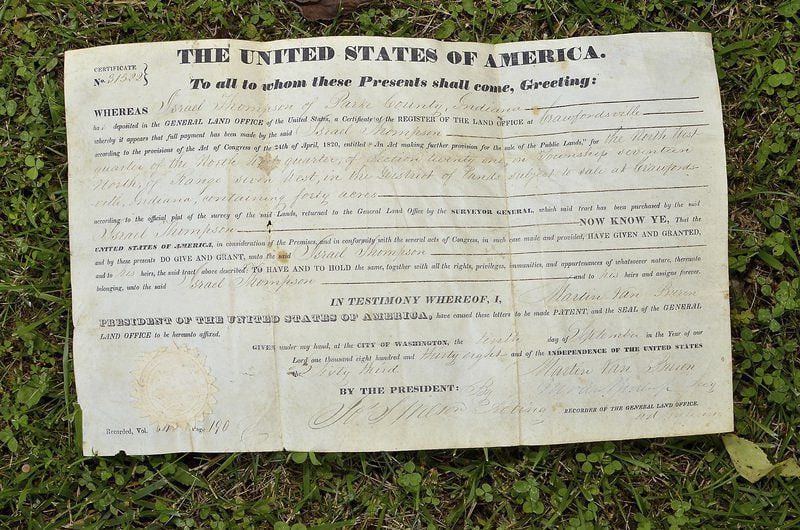 THE UNITED STATES OF AMERICA.
CERTIFICATE
No. 31523
To all to whom these Presents shall come, Greeting:
WHEREAS Israel Thompson of Parke County, Indiana
ha deposited in the GENERAL LAND OFFICE of the United States, a Certificate of the REGISTER OF THE LAND OFFICE at Crawfordsville
whereby it appears that full payment has been made by the said Israel Thompson
according to the provisions of the Act of Congress of the 24th of April, 1820, entitled "An Act making further provision for the sale of the Public Lands," for the North West
quarter of the North West quarter, of Section twenty one, in Township seventeen
North, of Range seven West, in the District of Lands subject to sale at Crawfords-
ville, Indiana, containing forty acres
according to the official plat of the survey of the said Lands, returned to the General Land Office by the SURVEYOR GENERAL, which said tract has been purchased by the said
Israel Thompson
NOW KNOW YE, That the
UNITED STATES OF AMERICA, in consideration of the Premises, and in conformity with the several acts of Congress, in such case made and provided, HAVE GIVEN AND GRANTED,
and by these presents DO GIVE AND GRANT, unto the said Israel Thompson
and to his heirs, the said tract above described: TO HAVE AND TO HOLD the same, together with all the rights, privileges, immunities, and appurtenances of whatsoever nature, thereunto
belonging, unto the said Israel Thompson and to his heirs and assigns forever.
IN TESTIMONY WHEREOF, I, Martin Van Buren
PRESIDENT OF THE UNITED STATES OF AMERICA, have caused these letters to be made PATENT, and the SEAL of the GENERAL
LAND OFFICE to be hereunto affixed.
GIVEN under my hand, at the CITY OF WASHINGTON, the tenth day of September in the Year of our
Lord one thousand eight hundred and thirty eight and of the INDEPENDENCE OF THE UNITED STATES
the Sixty third
Martin Van Buren
BY THE PRESIDENT: By
RECORDER OF THE GENERAL LAND OFFICE.
Recorded, Vol. Page 190